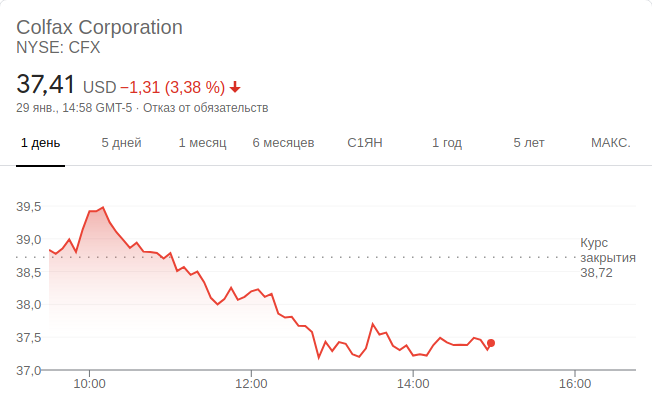 Colfax Corporation
NYSE: CFX
37,41 USD −1,31 (3,38 %)
29 янв., 14:58 GMT-5 · Отказ от обязательств
1 день 5 дней 1 месяц 6 месяцев С1ЯН 1 год 5 лет МАКС.
39,5
39,0
38,5
38,0
37,5
37,0
Курс
закрытия
38,72
10:00 12:00 14:00 16:00